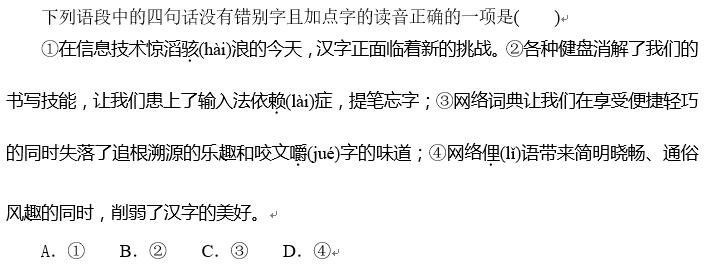 下列语段中的四句话没有错别字且加点字的读音正确的一项是(　　)↵
①在信息技术惊滔骇(hài)浪的今天，汉字正面临着新的挑战。②各种健盘消解了我们的
书写技能，让我们患上了输入法依赖(lài)症，提笔忘字；③网络词典让我们在享受便捷轻巧
的同时失落了追根溯源的乐趣和咬文嚼(jué)字的味道；④网络俚(lǐ)语带来简明晓畅、通俗
风趣的同时，削弱了汉字的美好。↵
A．①　　B．②　　C．③　　D．④↵